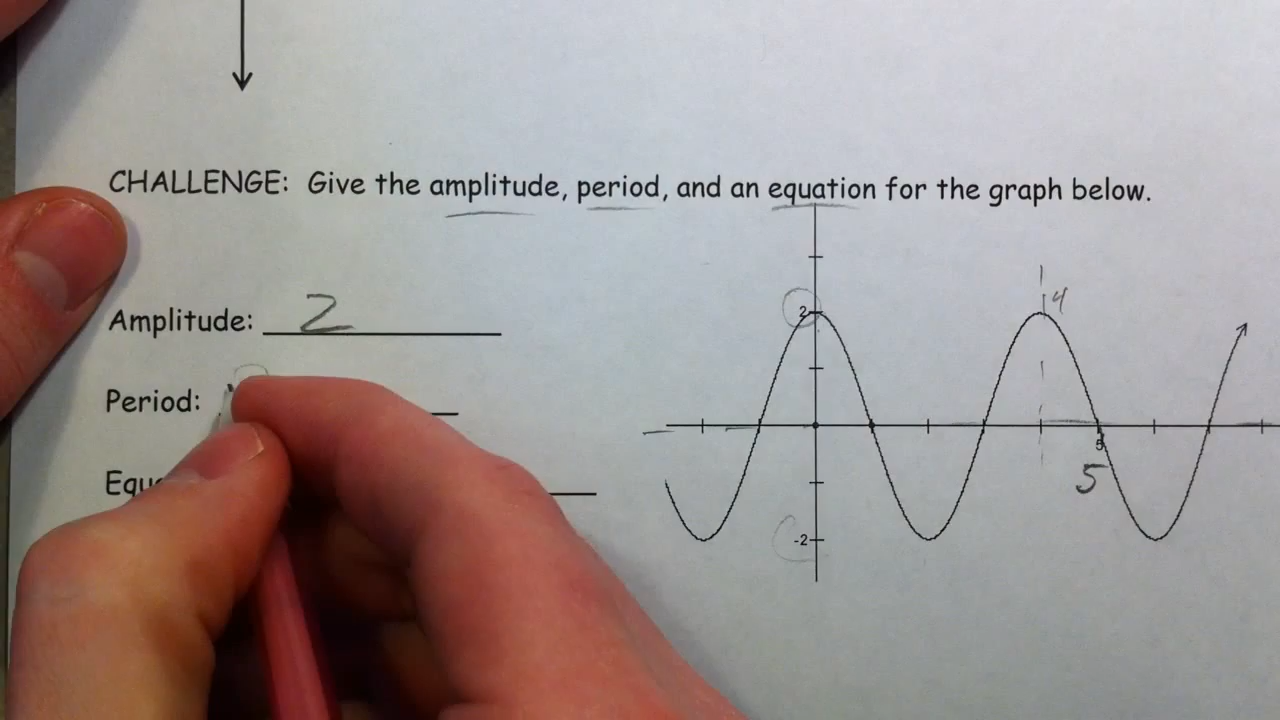 CHALLENGE: Give the amplitude, period, and an equation for the graph below.
Amplitude: 2
Period:
2
4
5
5
-2